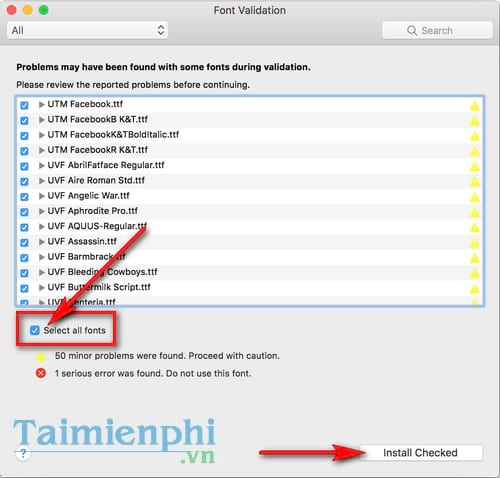 Font Validation
All
Search
Problems may have been found with some fonts during validation.
Please review the reported problems before continuing.
UTM Facebook.ttf
UTM FacebookB K&T.ttf
UTM FacebookK&TBoldItalic.ttf
UTM FacebookR K&T.ttf
UVF AbrilFatface Regular.ttf
UVF Aire Roman Std.ttf
UVF Angelic War.ttf
UVF Aphrodite Pro.ttf
UVF AQUUS-Regular.ttf
UVF Assassin.ttf
UVF Barmbrack.ttf
UVF Bleeding Cowboys.ttf
UVF Buttermilk Script.ttf
Select all fonts
50 minor problems were found. Proceed with caution.
1 serious error was found. Do not use this font.
Taimienphi
.vn
?
Install Checked